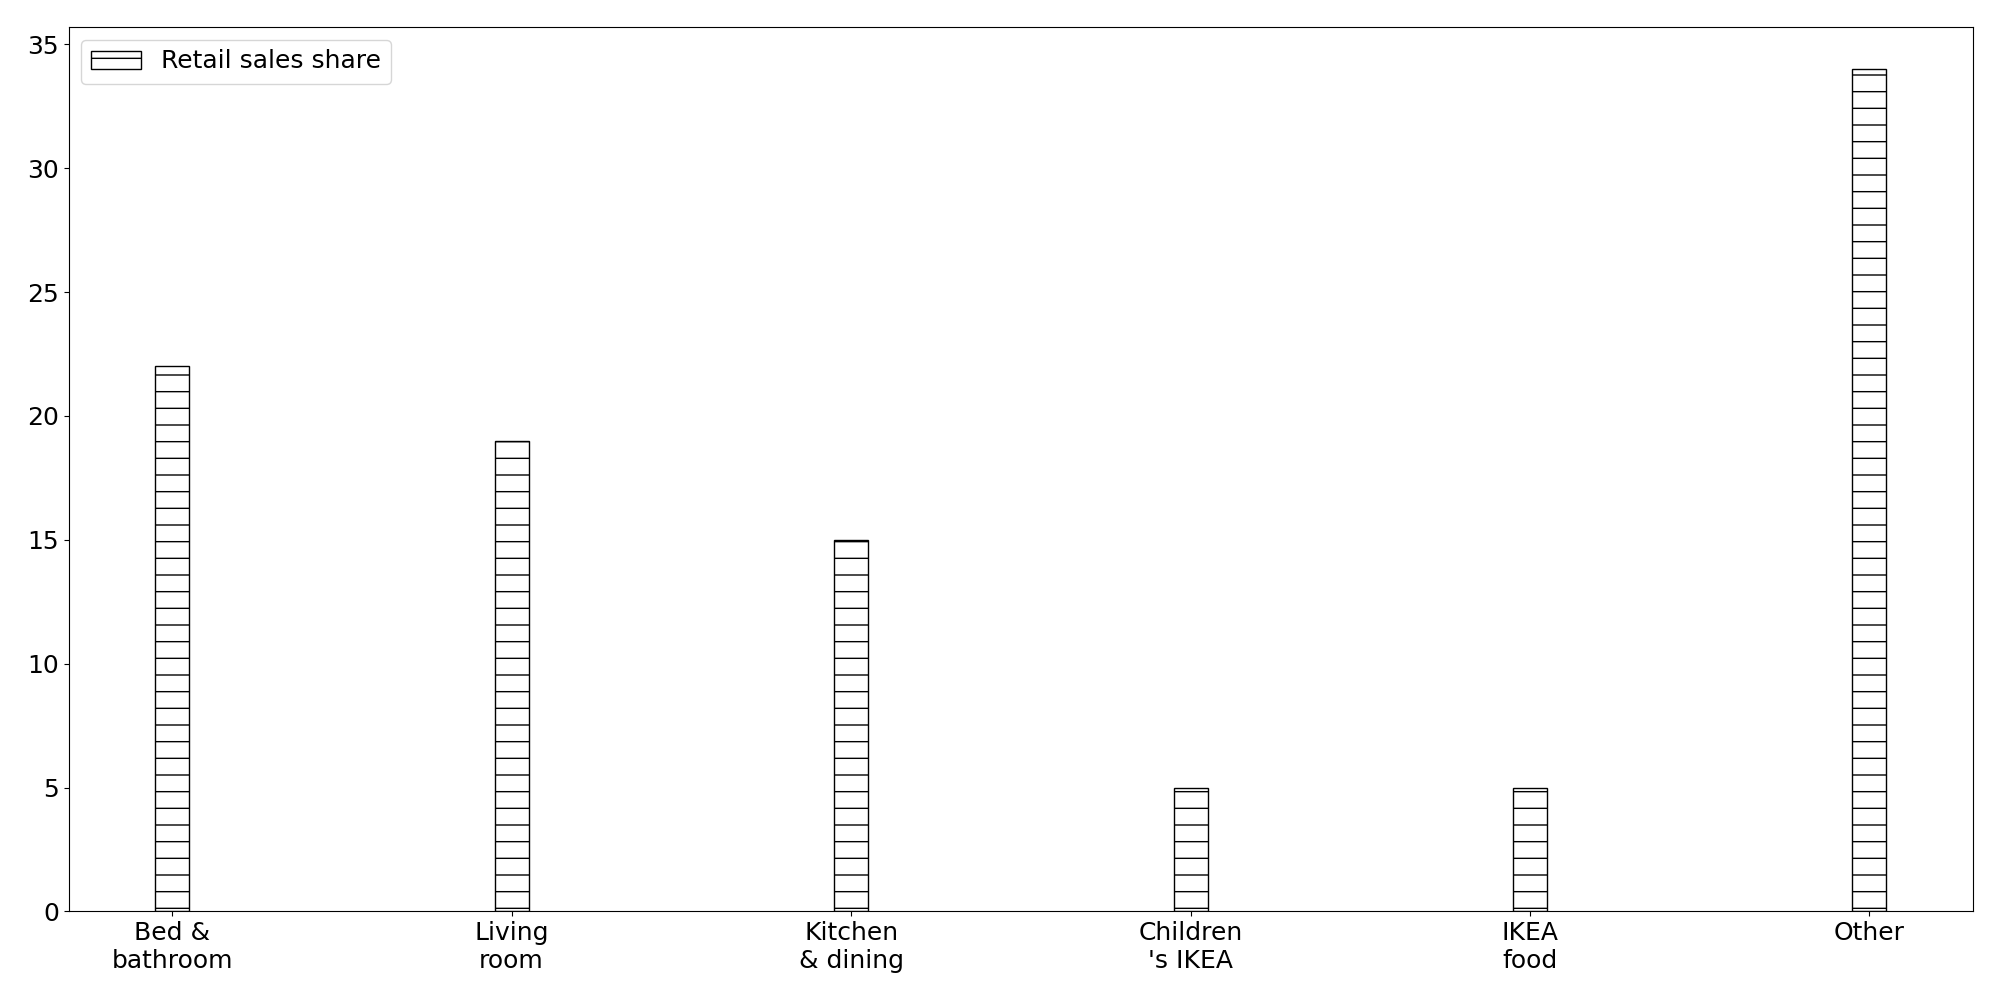 35
30
25
20
15
10
5
0
Retail sales share
Bed &
bathroom
Living
room
Kitchen
& dining
Children
's IKEA
IKEA
food
Other